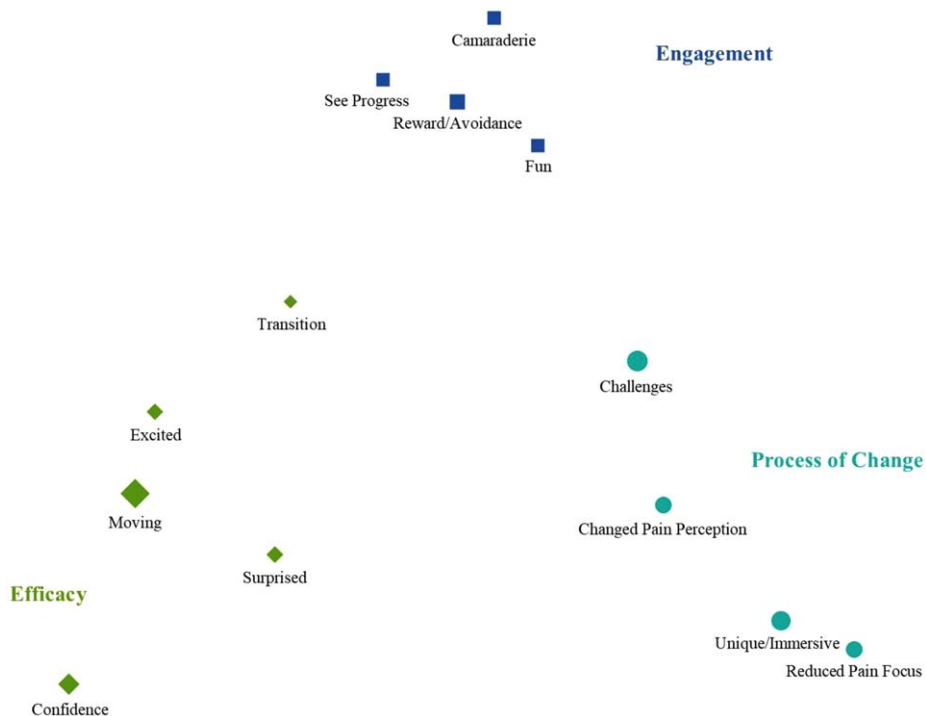 Camaraderie
Engagement
See Progress
Reward/Avoidance
Fun
Transition
Challenges
Excited
Process of Change
Moving
Changed Pain Perception
Surprised
Efficacy
Unique/Immersive
Reduced Pain Focus
Confidence